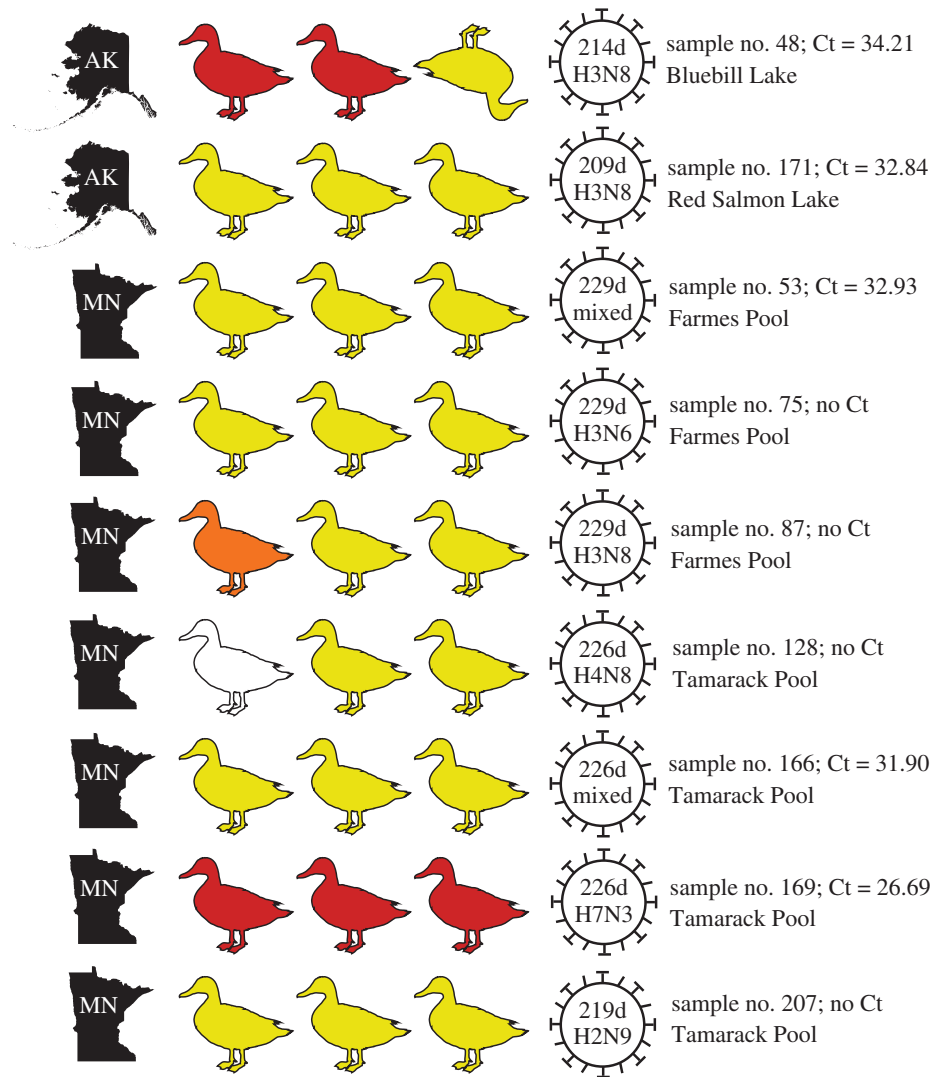 AK
214d
H3N8
sample no. 48; Ct = 34.21
Bluebill Lake
AK
209d
H3N8
sample no. 171; Ct = 32.84
Red Salmon Lake
MN
229d
mixed
sample no. 53; Ct = 32.93
Farmes Pool
MN
229d
H3N6
sample no. 75; no Ct
Farmes Pool
MN
229d
H3N8
sample no. 87; no Ct
Farmes Pool
MN
226d
H4N8
sample no. 128; no Ct
Tamarack Pool
MN
226d
mixed
sample no. 166; Ct = 31.90
Tamarack Pool
MN
226d
H7N3
sample no. 169; Ct = 26.69
Tamarack Pool
MN
219d
H2N9
sample no. 207; no Ct
Tamarack Pool